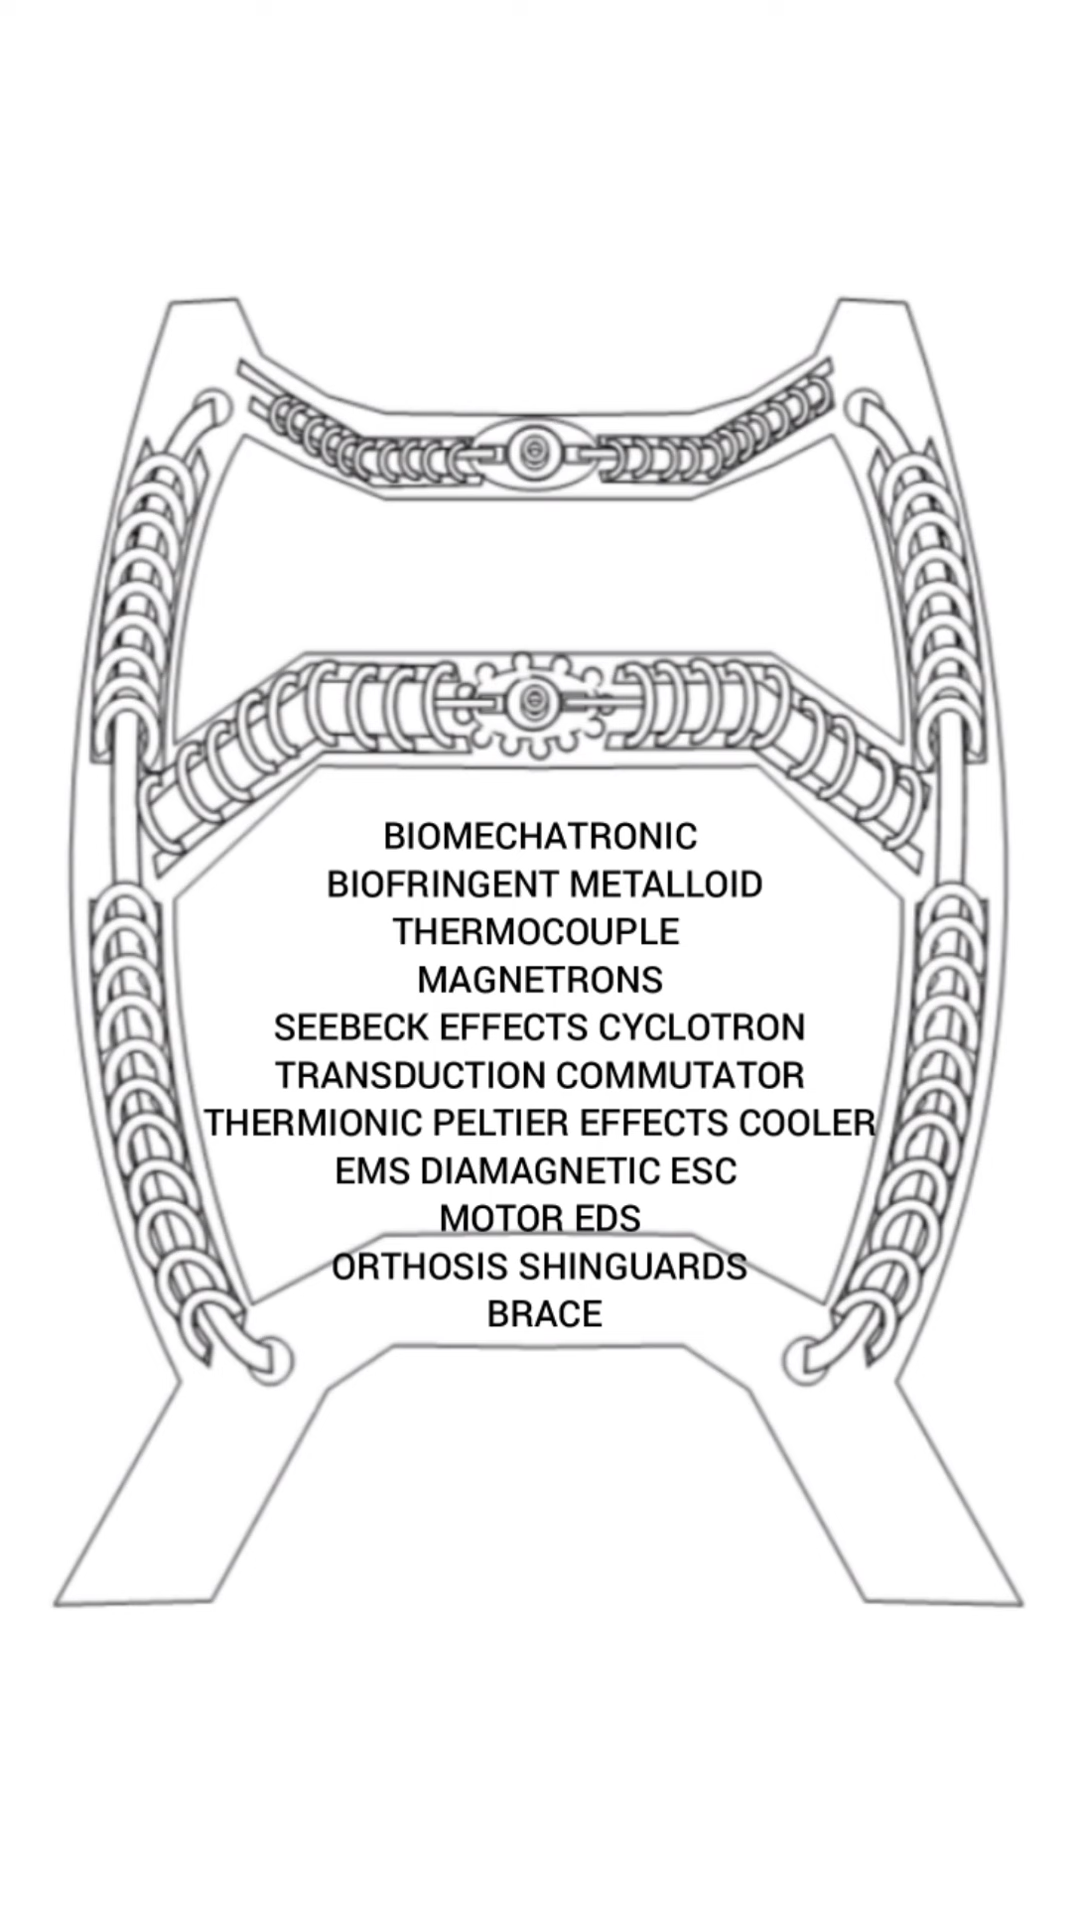 BIOMECHATRONIC
BIOFRINGENT METALLOID
THERMOCOUPLE
MAGNETRONS
SEEBECK EFFECTS CYCLOTRON
TRANSDUCTION COMMUTATOR
THERMIONIC PELTIER EFFECTS COOLER
EMS DIAMAGNETIC ESC
MOTOR EDS
ORTHOSIS SHINGUARDS
BRACE